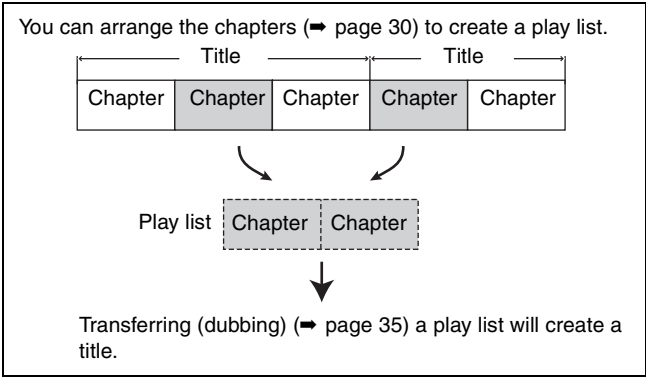 You can arrange the chapters (➡ page 30) to create a play list.
Title Title
Chapter Chapter Chapter Chapter Chapter
Play list Chapter Chapter
Transferring (dubbing) (➡ page 35) a play list will create a
title.